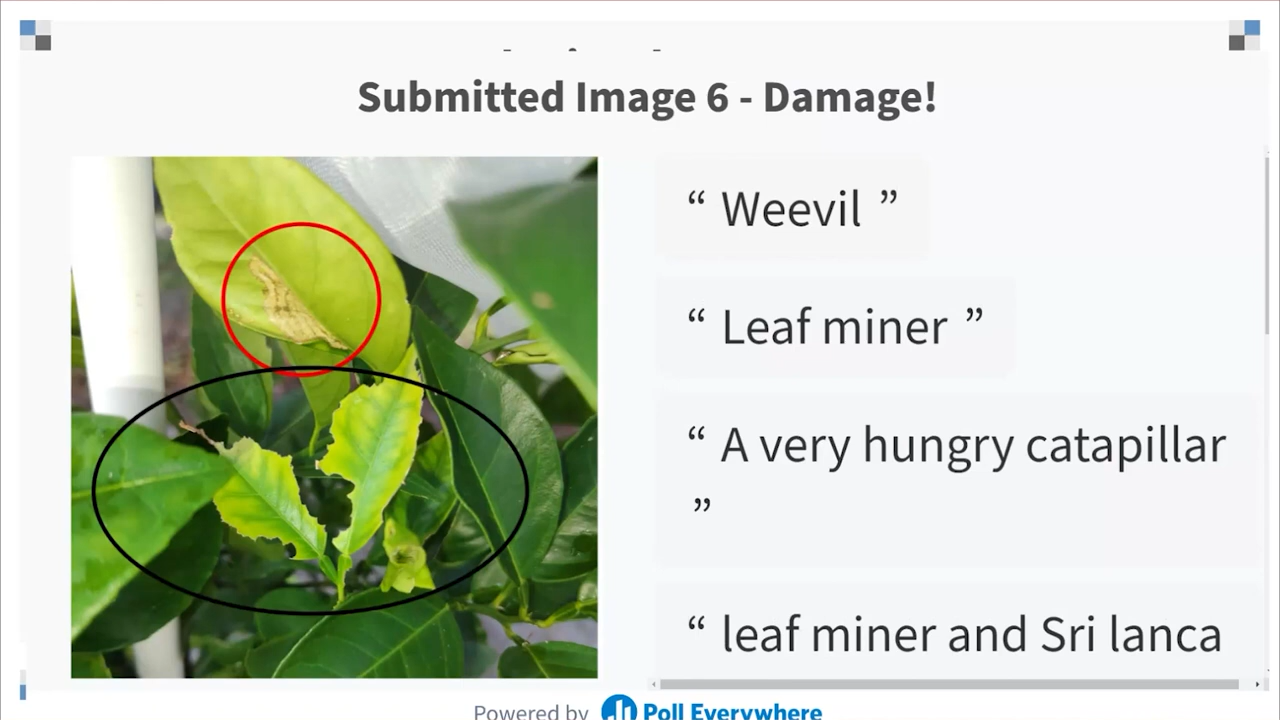 Submitted Image 6 - Damage!
“ Weevil ”
“ Leaf miner ”
“ A very hungry catapillar
”
“ leaf miner and Sri lanca
Powered by Poll Everywhere